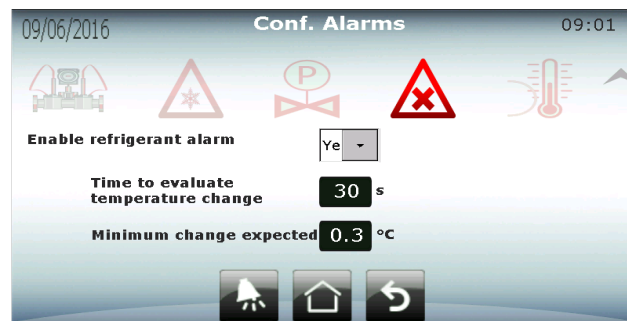 09/06/2016 Conf. Alarms 09:01
P
Enable refrigerant alarm Ye
Time to evaluate
temperature change 30 s
Minimum change expected 0.3 °C